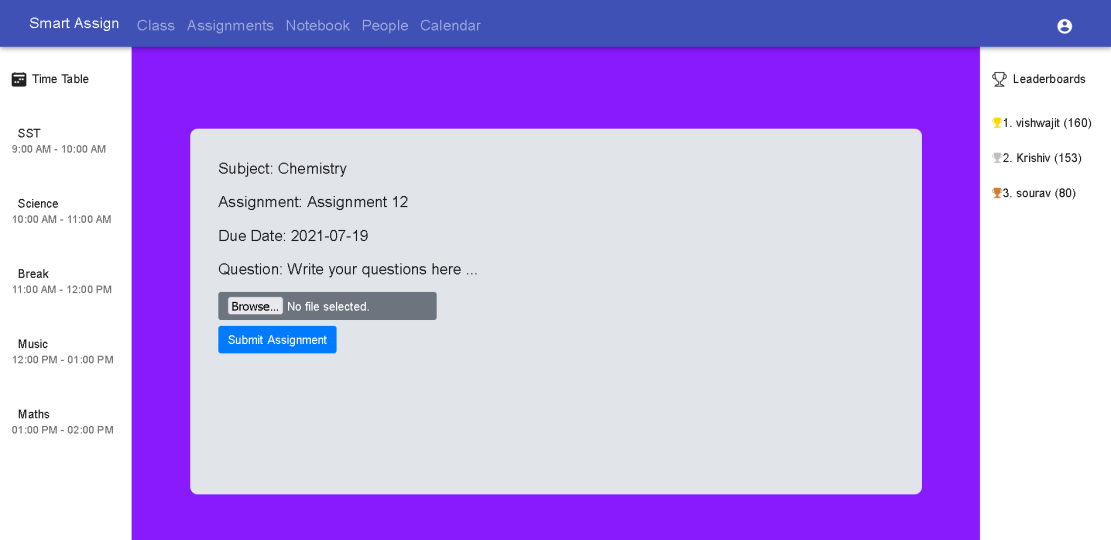 Smart Assign Class Assignments Notebook People Calendar
Time Table
SST
9:00 AM - 10:00 AM
Science
10:00 AM - 11:00 AM
Break
11:00 AM - 12:00 PM
Music
12:00 PM - 01:00 PM
Maths
01:00 PM - 02:00 PM
Subject: Chemistry
Assignment: Assignment 12
Due Date: 2021-07-19
Question: Write your questions here ...
Browse... No file selected.
Submit Assignment
Leaderboards
1. vishwajit (160)
2. Krishiv (153)
3. sourav (80)